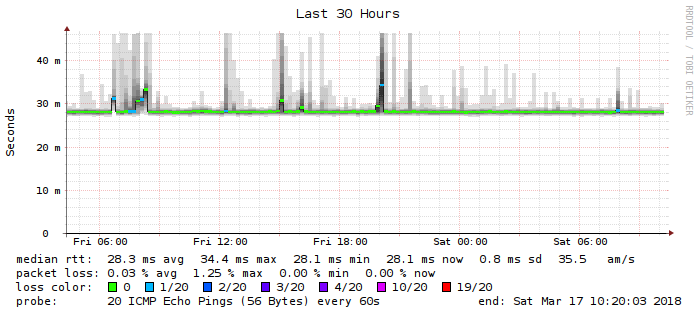 Last 30 Hours
RRDTOOL / TOBI OETIKER
Seconds
40 m
30 m
20 m
10 m
0
Fri 06:00 Fri 12:00 Fri 18:00 Sat 00:00 Sat 06:00
median rtt: 28.3 ms avg 34.4 ms max 28.1 ms min 28.1 ms now 0.8 ms sd 35.5 am/s
packet loss: 0.03 % avg 1.25 % max 0.00 % min 0.00 % now
loss color: 0 1/20 2/20 3/20 4/20 10/20 19/20
probe: 20 ICMP Echo Pings (56 Bytes) every 60s end: Sat Mar 17 10:20:03 2018